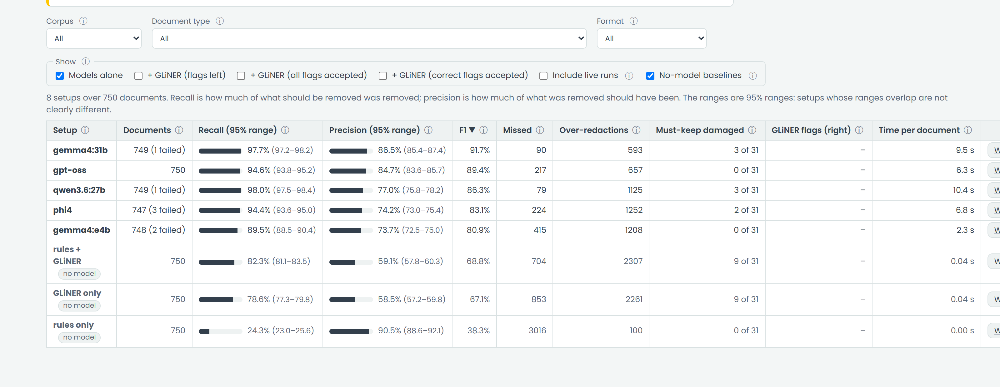 Corpus ⓘ Document type ⓘ Format ⓘ
All All All
Show ⓘ
Models alone + GLiNER (flags left) + GLiNER (all flags accepted) + GLiNER (correct flags accepted) Include live runs ⓘ No-model baselines ⓘ
8 setups over 750 documents. Recall is how much of what should be removed was removed; precision is how much of what was removed should have been. The ranges are 95% ranges: setups whose ranges overlap are not
clearly different.
Setup ⓘ Documents ⓘ Recall (95% range) ⓘ Precision (95% range) ⓘ F1 ▼ ⓘ Missed ⓘ Over-redactions ⓘ Must-keep damaged ⓘ GLiNER flags (right) ⓘ Time per document ⓘ
gemma4:31b 749 (1 failed) 97.7% (97.2–98.2) 86.5% (85.4–87.4) 91.7% 90 593 3 of 31 – 9.5 s W
gpt-oss 750 94.6% (93.8–95.2) 84.7% (83.6–85.7) 89.4% 217 657 0 of 31 – 6.3 s W
qwen3.6:27b 749 (1 failed) 98.0% (97.5–98.4) 77.0% (75.8–78.2) 86.3% 79 1125 3 of 31 – 10.4 s W
phi4 747 (3 failed) 94.4% (93.6–95.0) 74.2% (73.0–75.4) 83.1% 224 1252 2 of 31 – 6.8 s W
gemma4:e4b 748 (2 failed) 89.5% (88.5–90.4) 73.7% (72.5–75.0) 80.9% 415 1208 0 of 31 – 2.3 s W
rules +
GLiNER 750 82.3% (81.1–83.5) 59.1% (57.8–60.3) 68.8% 704 2307 9 of 31 – 0.04 s W
no model
GLiNER only
750 78.6% (77.3–79.8) 58.5% (57.2–59.8) 67.1% 853 2261 9 of 31 – 0.04 s W
no model
rules only
750 24.3% (23.0–25.6) 90.5% (88.6–92.1) 38.3% 3016 100 0 of 31 – 0.00 s W
no model